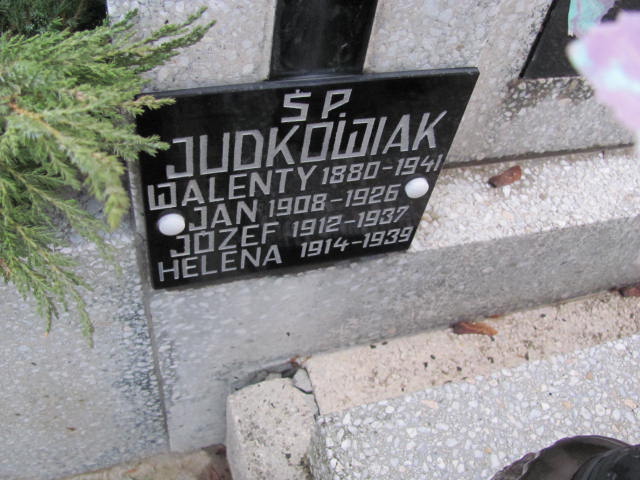 Ś P.
JUDKOWIAK
WALENTY 1880-1941
JAN 1908-1926
JÓZEF 1912-1937
HELENA 1914-1939